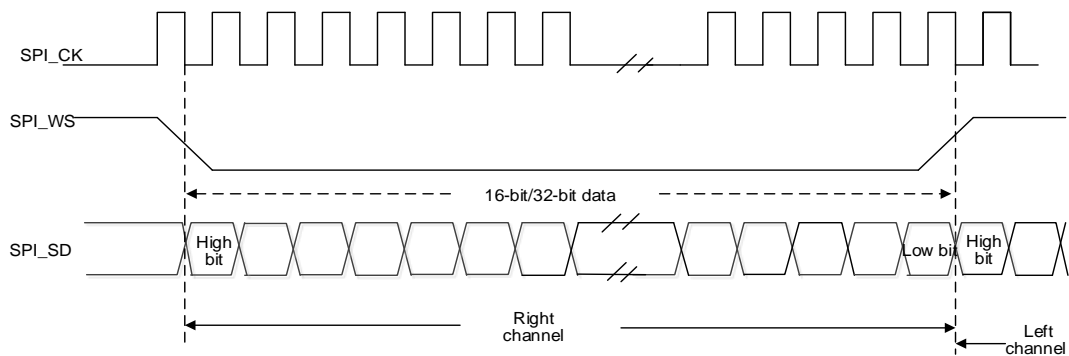 SPI_CK
SPI_WS
16-bit/32-bit data
SPI_SD
High
bit
Low bit
High
bit
Right
channel
Left
channel